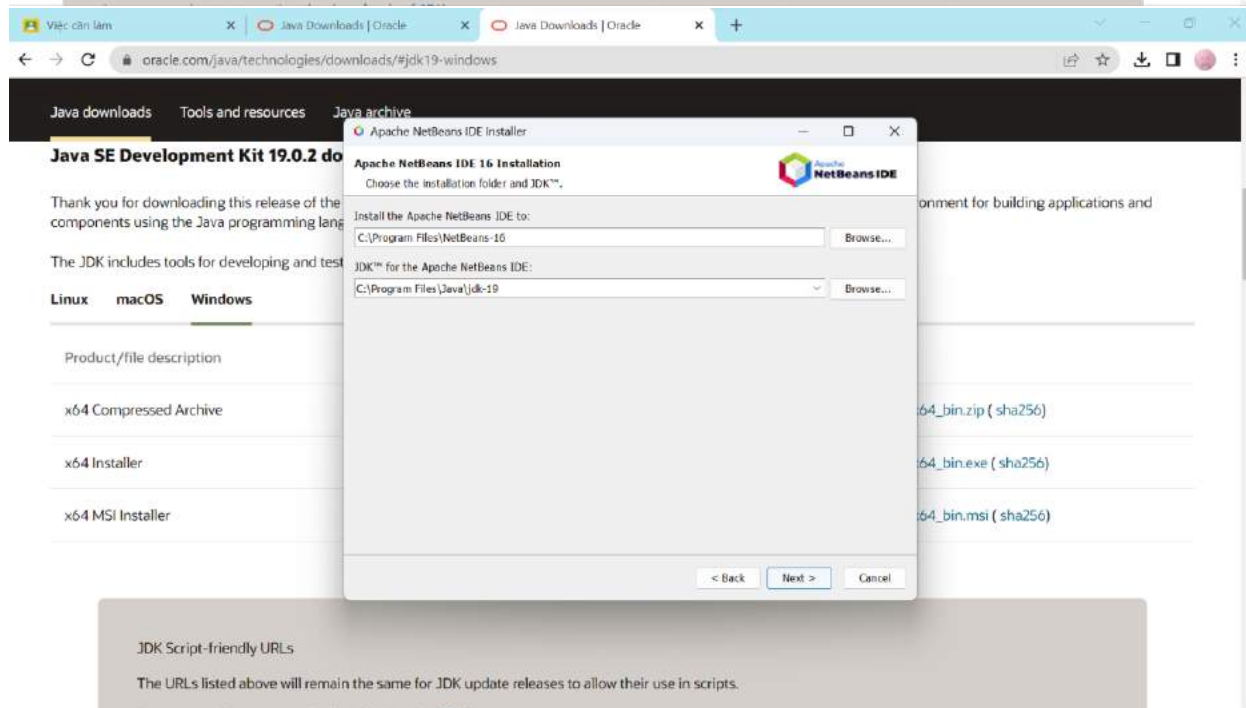 Việc cần làm
Java Downloads | Oracle
Java Downloads | Oracle
oracle.com/java/technologies/downloads/#jdk19-windows
Java downloads Tools and resources Java archive
Java SE Development Kit 19.0.2 do
Thank you for downloading this release of the
onment for building applications and
components using the Java programming lang
The JDK includes tools for developing and test
Linux macOS Windows
Product/file description
x64 Compressed Archive
x64_bin.zip ( sha256)
x64 Installer
x64_bin.exe ( sha256)
x64 MSI Installer
x64_bin.msi ( sha256)
Apache NetBeans IDE Installer
Apache NetBeans IDE 16 Installation
Choose the installation folder and JDK™.
Apache
NetBeans IDE
Install the Apache NetBeans IDE to:
C:\Program Files\NetBeans-16
Browse...
JDK™ for the Apache NetBeans IDE:
C:\Program Files\Java\jdk-19
Browse...
< Back Next > Cancel
JDK Script-friendly URLs
The URLs listed above will remain the same for JDK update releases to allow their use in scripts.